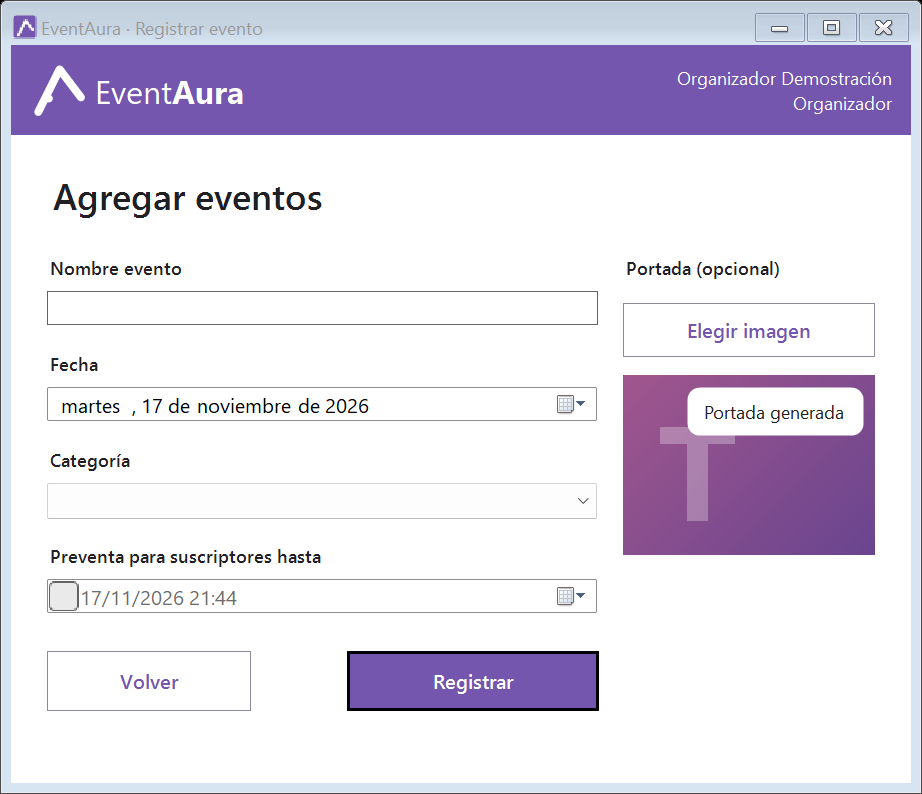 EventAura · Registrar evento
EventAura
Organizador Demostración
Organizador
Agregar eventos
Nombre evento
Portada (opcional)
Elegir imagen
Fecha
martes , 17 de noviembre de 2026
Portada generada
T
Categoría
Preventa para suscriptores hasta
17/11/2026 21:44
Volver
Registrar